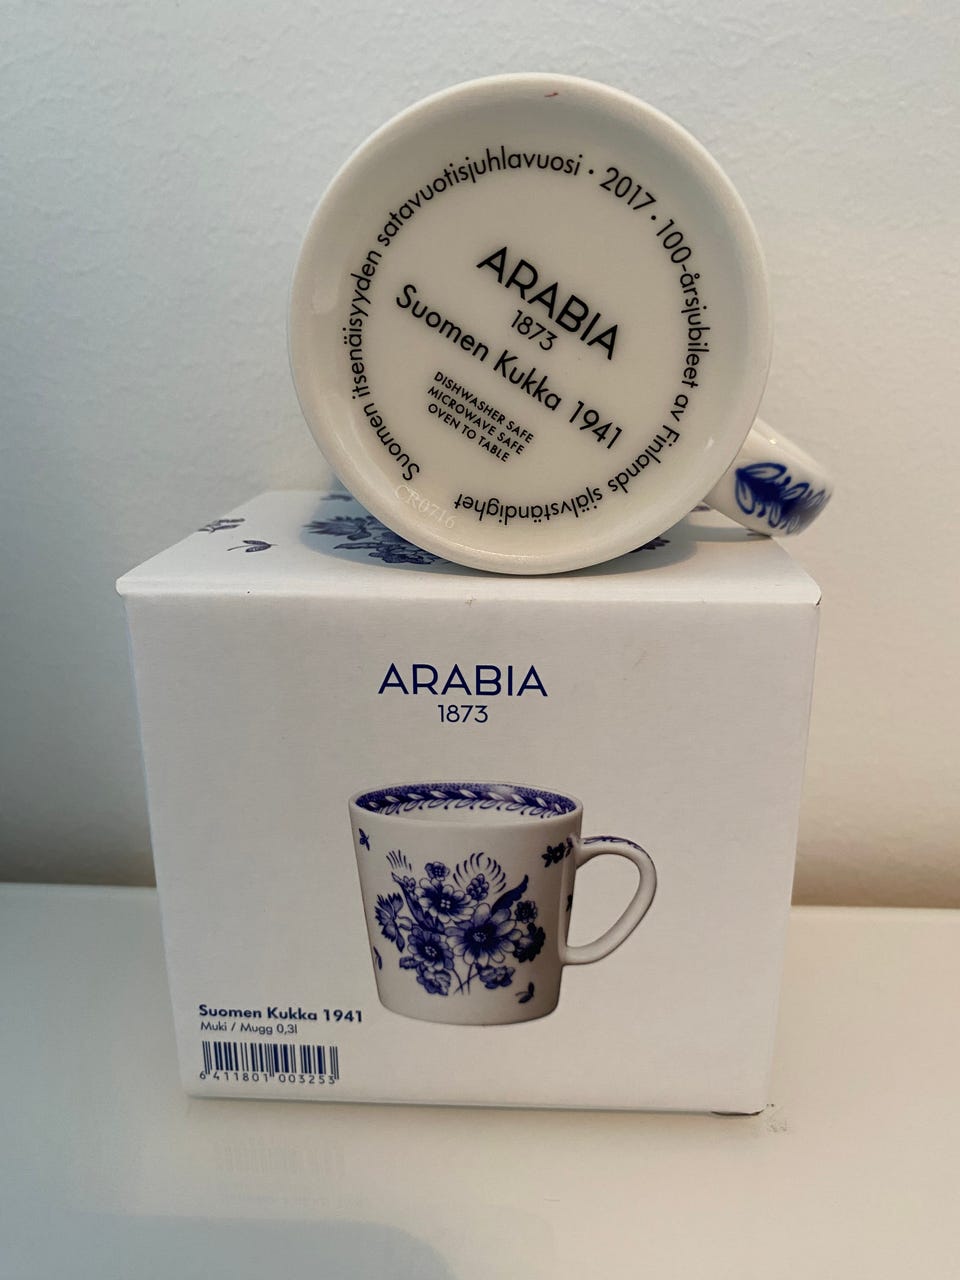 Suomen itsenäisyyden satavuotisjuhlavuosi · 2017 · 100-årsjubileet av Finlands självständighet
ARABIA
1873
Suomen Kukka 1941
DISHWASHER SAFE
MICROWAVE SAFE
OVEN TO TABLE
CR0716
ARABIA
1873
Suomen Kukka 1941
Muki / Mugg 0,3l
6 411801 003253